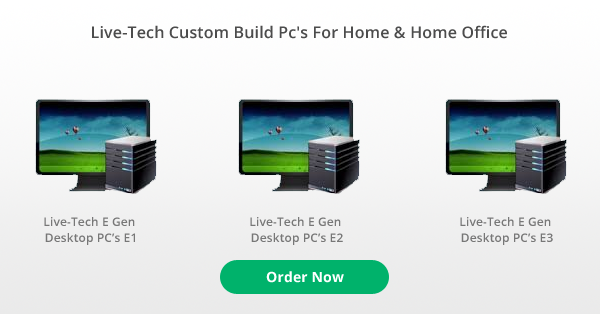 Live-Tech Custom Build Pc's For Home & Home Office
Live-Tech E Gen
Desktop PC’s E1
Live-Tech E Gen
Desktop PC’s E2
Live-Tech E Gen
Desktop PC’s E3
Order Now